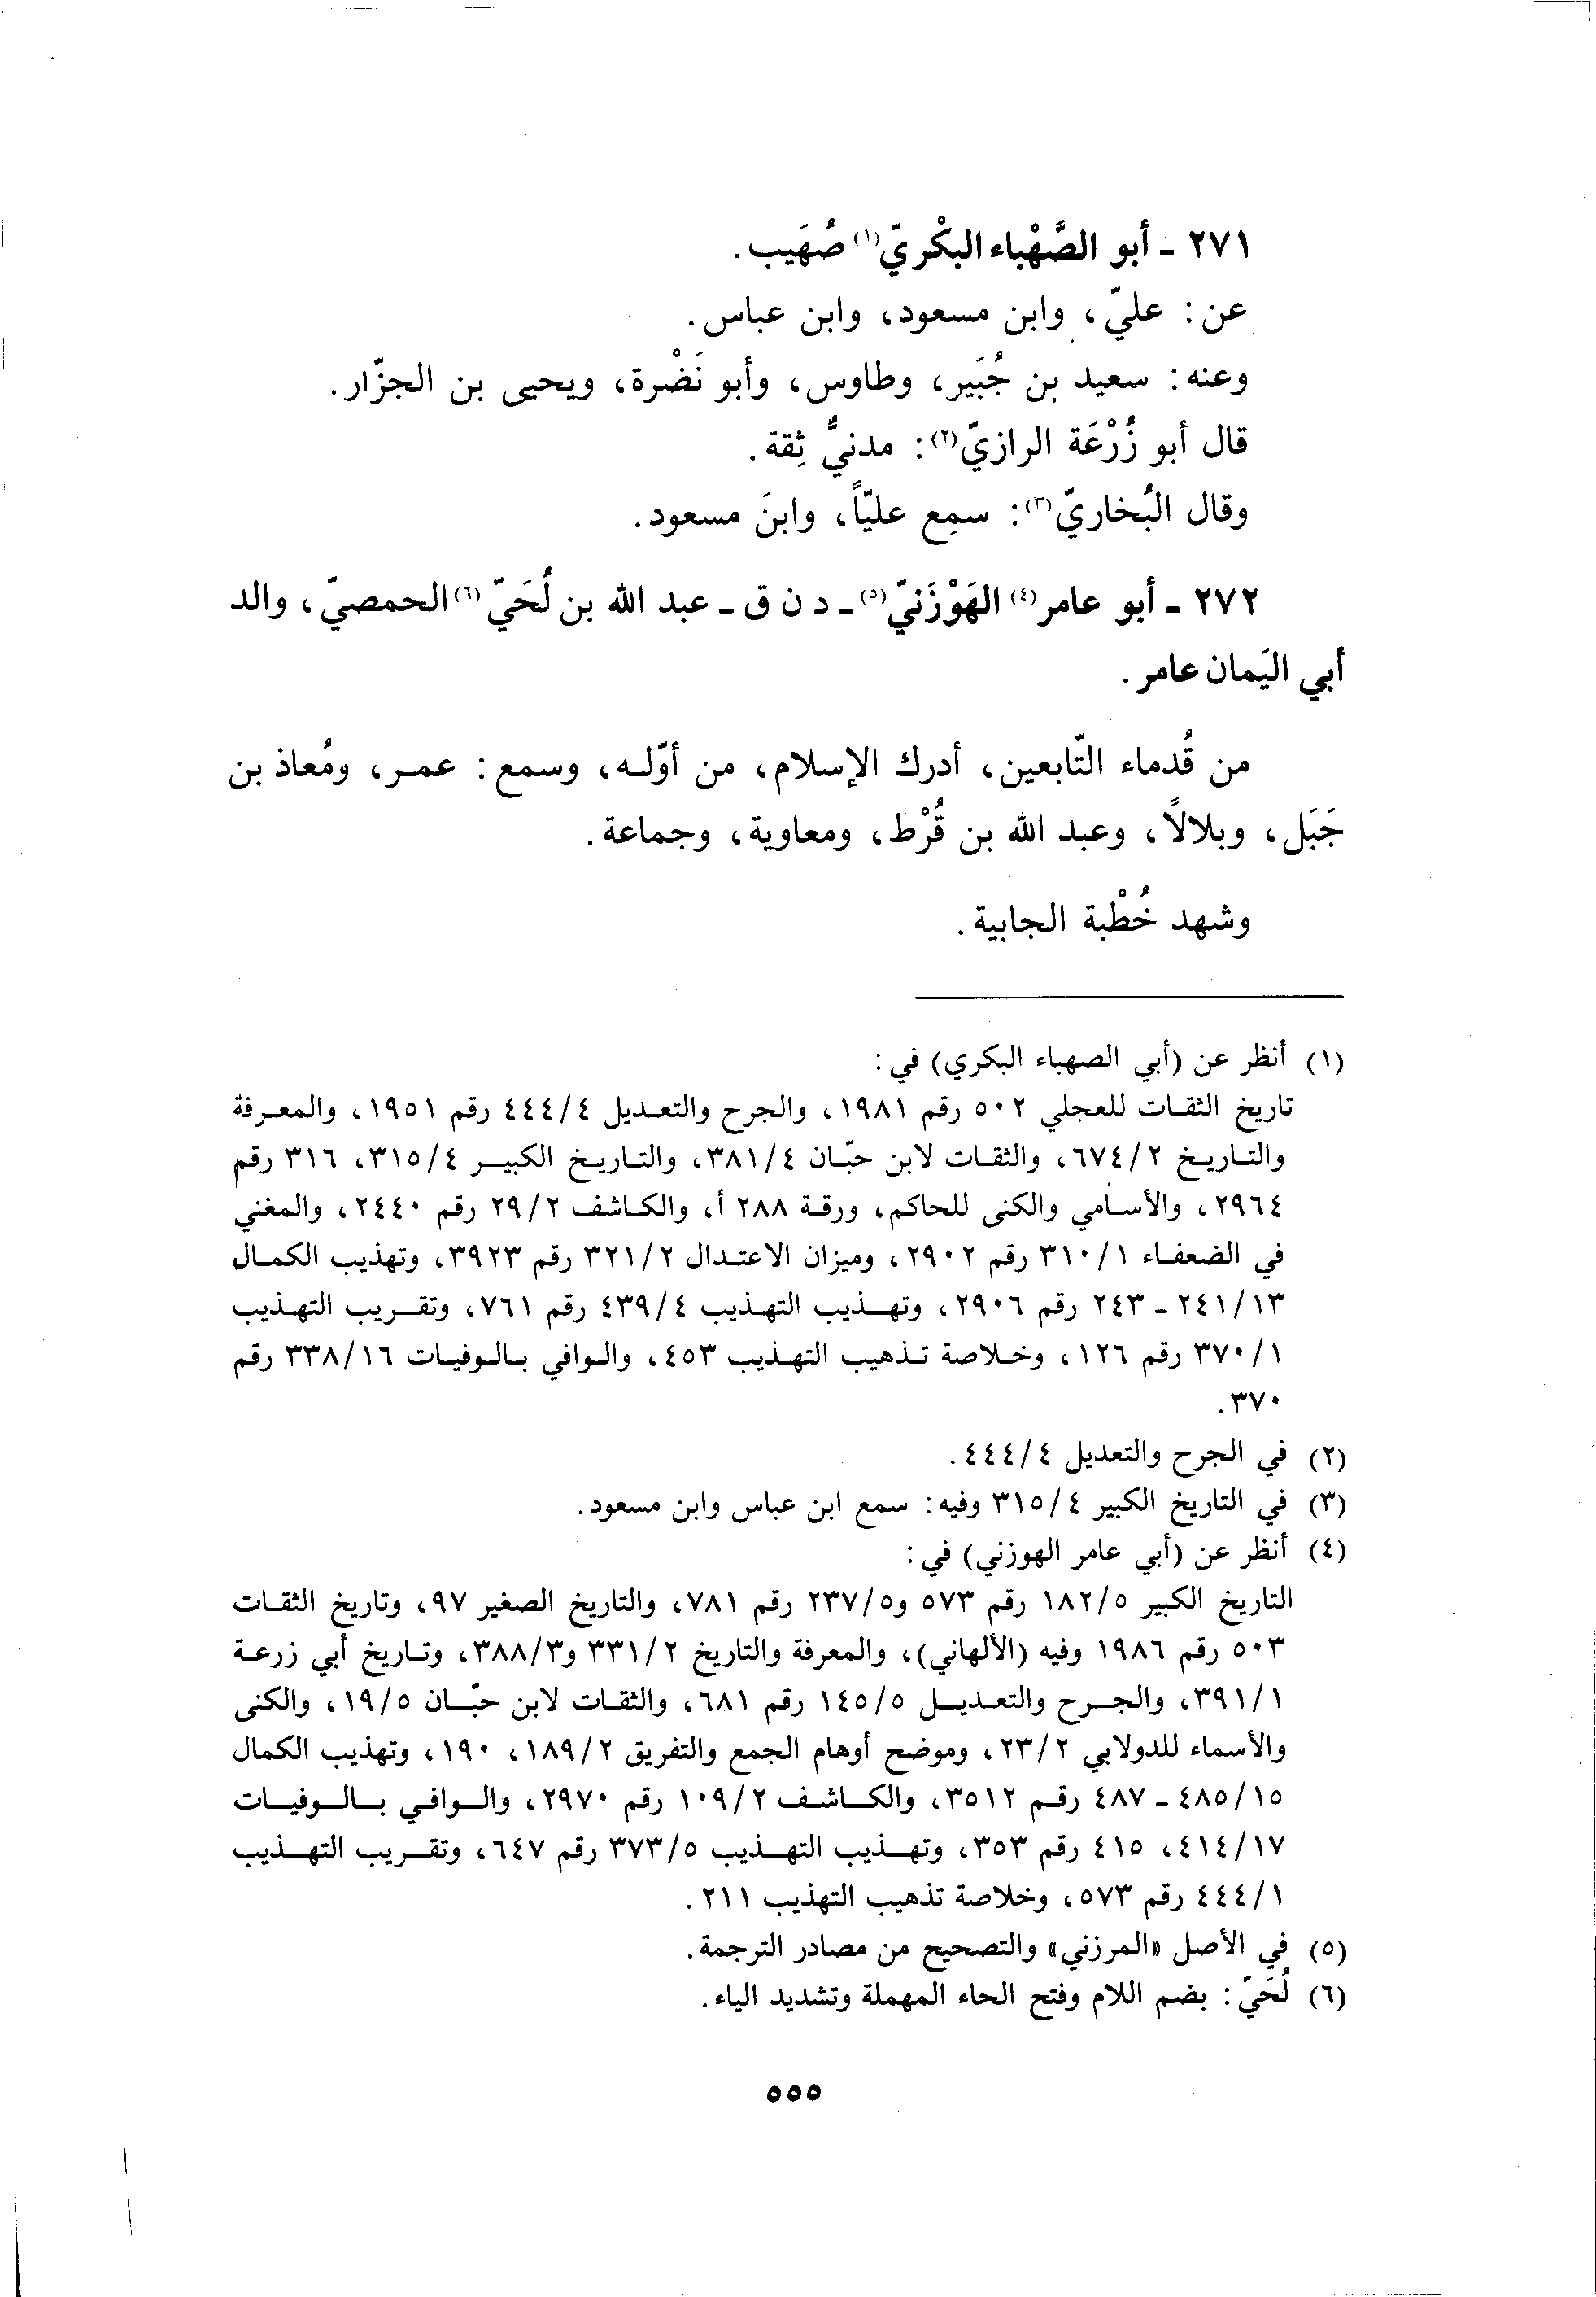 ٢٧١ - أبو الصَّهْباء البكْريّ(١) صُهَيب.
عن: عليّ، وابن مسعود، وابن عباس.
وعنه: سعيد بن جُبَير، وطاوس، وأبو نَضْرة، ويحيى بن الجزّار.
قال أبو زُرْعَة الرازيّ(٢): مدنيٌّ ثِقة.
وقال البُخاريّ(٣): سمِع عليّاً، وابنَ مسعود.
٢٧٢ - أبو عامر(٤) الهَوْزَنيّ(٥) - د ن ق - عبد الله بن لُحَيّ(٦) الحمصيّ، والد
أبي اليَمان عامر.
من قُدماء التّابعين، أدرك الإسلام، من أوّله، وسمع: عمر، ومُعاذ بن
جَبَل، وبلالاً، وعبد الله بن قُرْط، ومعاوية، وجماعة.
وشهد خُطْبة الجابية.
(١) أنظر عن (أبي الصهباء البكري) في:
تاريخ الثقات للعجلي ٥٠٢ رقم ١٩٨١، والجرح والتعديل ٤/٤٤٤ رقم ١٩٥١، والمعرفة
والتاريخ ٢/٦٧٤، والثقات لابن حبّان ٤/٣٨١، والتاريخ الكبير ٤/٣١٥، ٣١٦ رقم
٢٩٦٤، والأسامي والكنى للحاكم، ورقة ٢٨٨ أ، والكاشف ٢/٢٩ رقم ٢٤٤٠، والمغني
في الضعفاء ١/٣١٠ رقم ٢٩٠٢، وميزان الاعتدال ٢/٣٢١ رقم ٣٩٢٣، وتهذيب الكمال
١٣/٢٤١ - ٢٤٣ رقم ٢٩٠٦، وتهذيب التهذيب ٤/٤٣٩ رقم ٧٦١، وتقريب التهذيب
١/٣٧٠ رقم ١٢٦، وخلاصة تذهيب التهذيب ٤٥٣، والوافي بالوفيات ١٦/٣٣٨ رقم
٣٧٠.
(٢) في الجرح والتعديل ٤/٤٤٤.
(٣) في التاريخ الكبير ٤/٣١٥ وفيه: سمع ابن عباس وابن مسعود.
(٤) أنظر عن (أبي عامر الهوزني) في:
التاريخ الكبير ٥/١٨٢ رقم ٥٧٣ و٥/٢٣٧ رقم ٧٨١، والتاريخ الصغير ٩٧، وتاريخ الثقات
٥٠٣ رقم ١٩٨٦ وفيه (الألهاني)، والمعرفة والتاريخ ٢/٣٣١ و٣/٣٨٨، وتاريخ أبي زرعة
١/٣٩١، والجرح والتعديل ٥/١٤٥ رقم ٦٨١، والثقات لابن حبّان ٥/١٩، والكنى
والأسماء للدولابي ٢/٢٣، وموضح أوهام الجمع والتفريق ٢/١٨٩، ١٩٠، وتهذيب الكمال
١٥/٤٨٥ - ٤٨٧ رقم ٣٥١٢، والكاشف ٢/١٠٩ رقم ٢٩٧٠، والوافي بالوفيات
١٧/٤١٤، ٤١٥ رقم ٣٥٣، وتهذيب التهذيب ٥/٣٧٣ رقم ٦٤٧، وتقريب التهذيب
١/٤٤٤ رقم ٥٧٣، وخلاصة تذهيب التهذيب ٢١١.
(٥) في الأصل «المرزني» والتصحيح من مصادر الترجمة.
(٦) لُحَيّ: بضم اللام وفتح الحاء المهملة وتشديد الياء.
٥٥٥